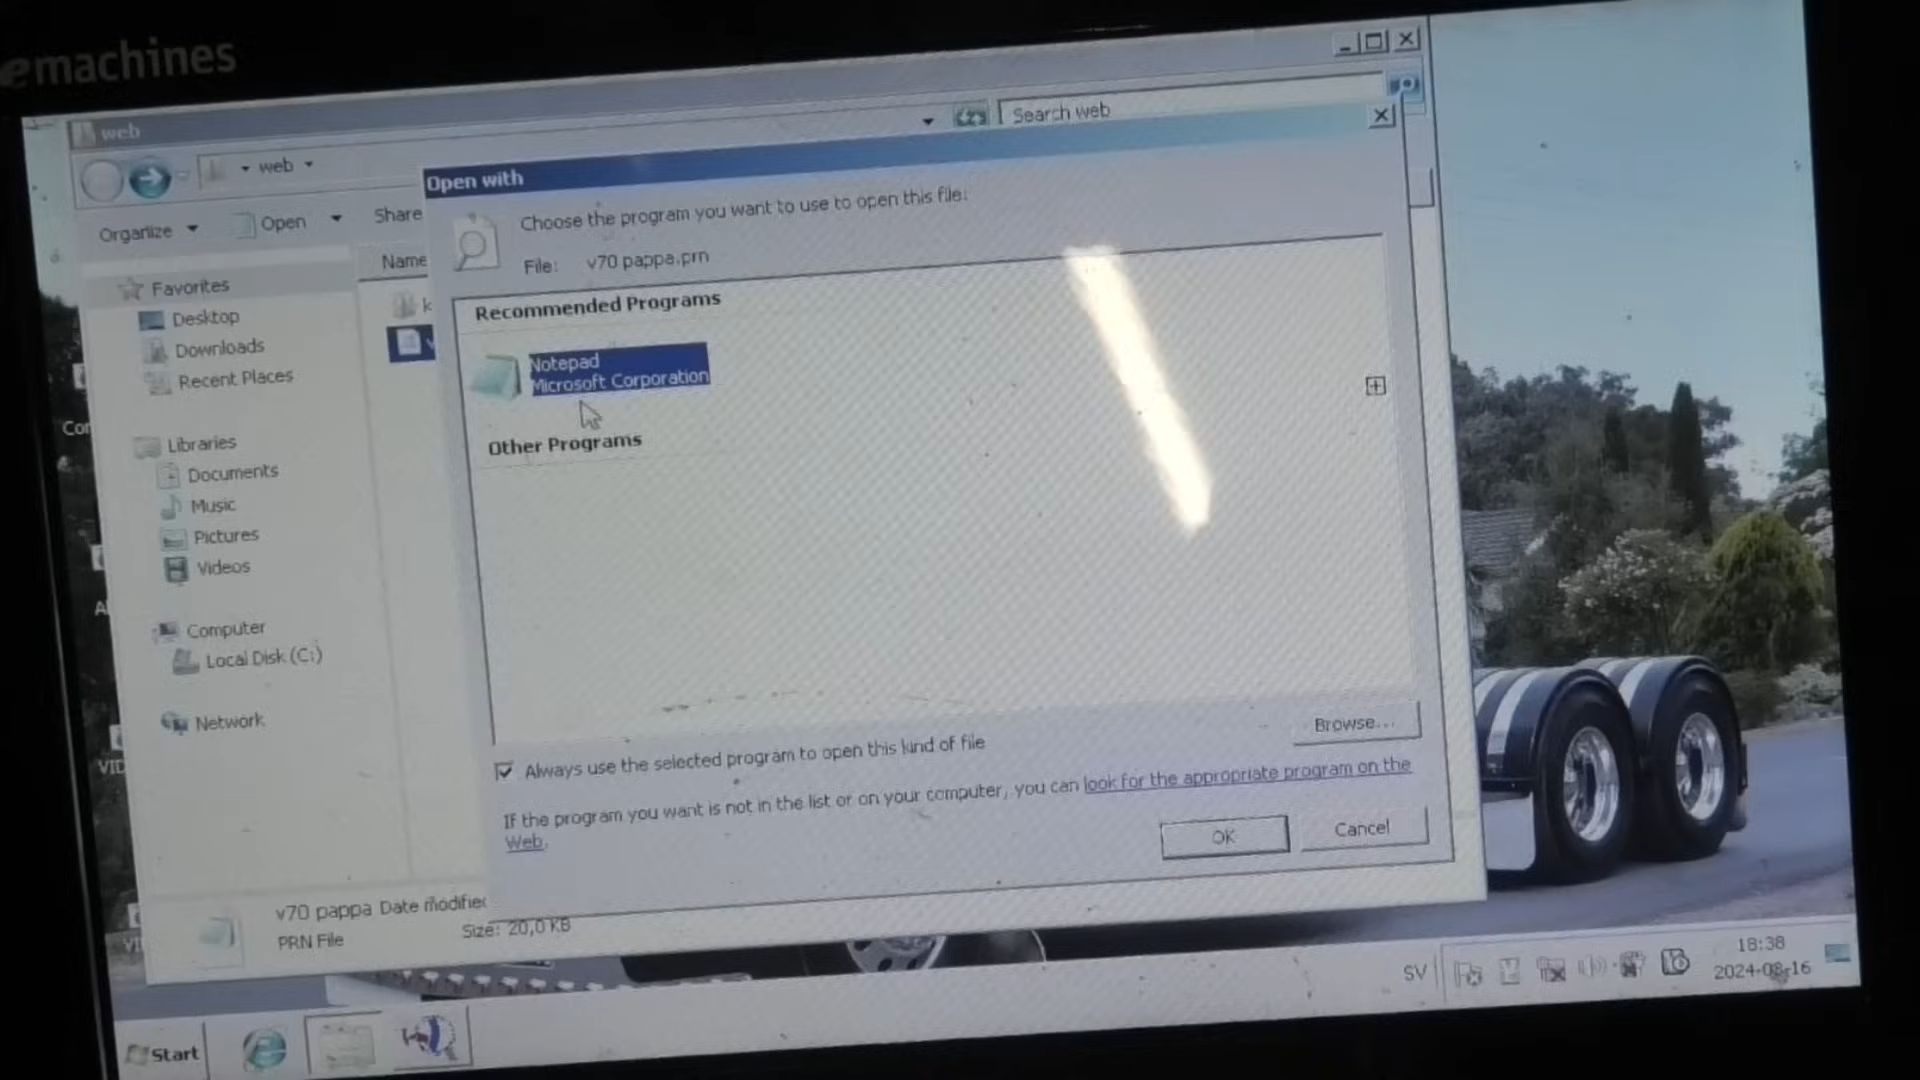 emachines
web
Search web
web
Organize
Open
Share
Open with
Choose the program you want to use to open this file:
File: v70 pappa.prn
Name
Favorites
Desktop
Downloads
Recent Places
Libraries
Documents
Music
Pictures
Videos
Computer
Local Disk (C:)
Network
Recommended Programs
Notepad
Microsoft Corporation
Other Programs
Browse...
Always use the selected program to open this kind of file
If the program you want is not in the list or on your computer, you can look for the appropriate program on the
Web.
OK
Cancel
v70 pappa Date modified
PRN File
Size: 20,0 KB
SV
18:38
2024-08-16
Start